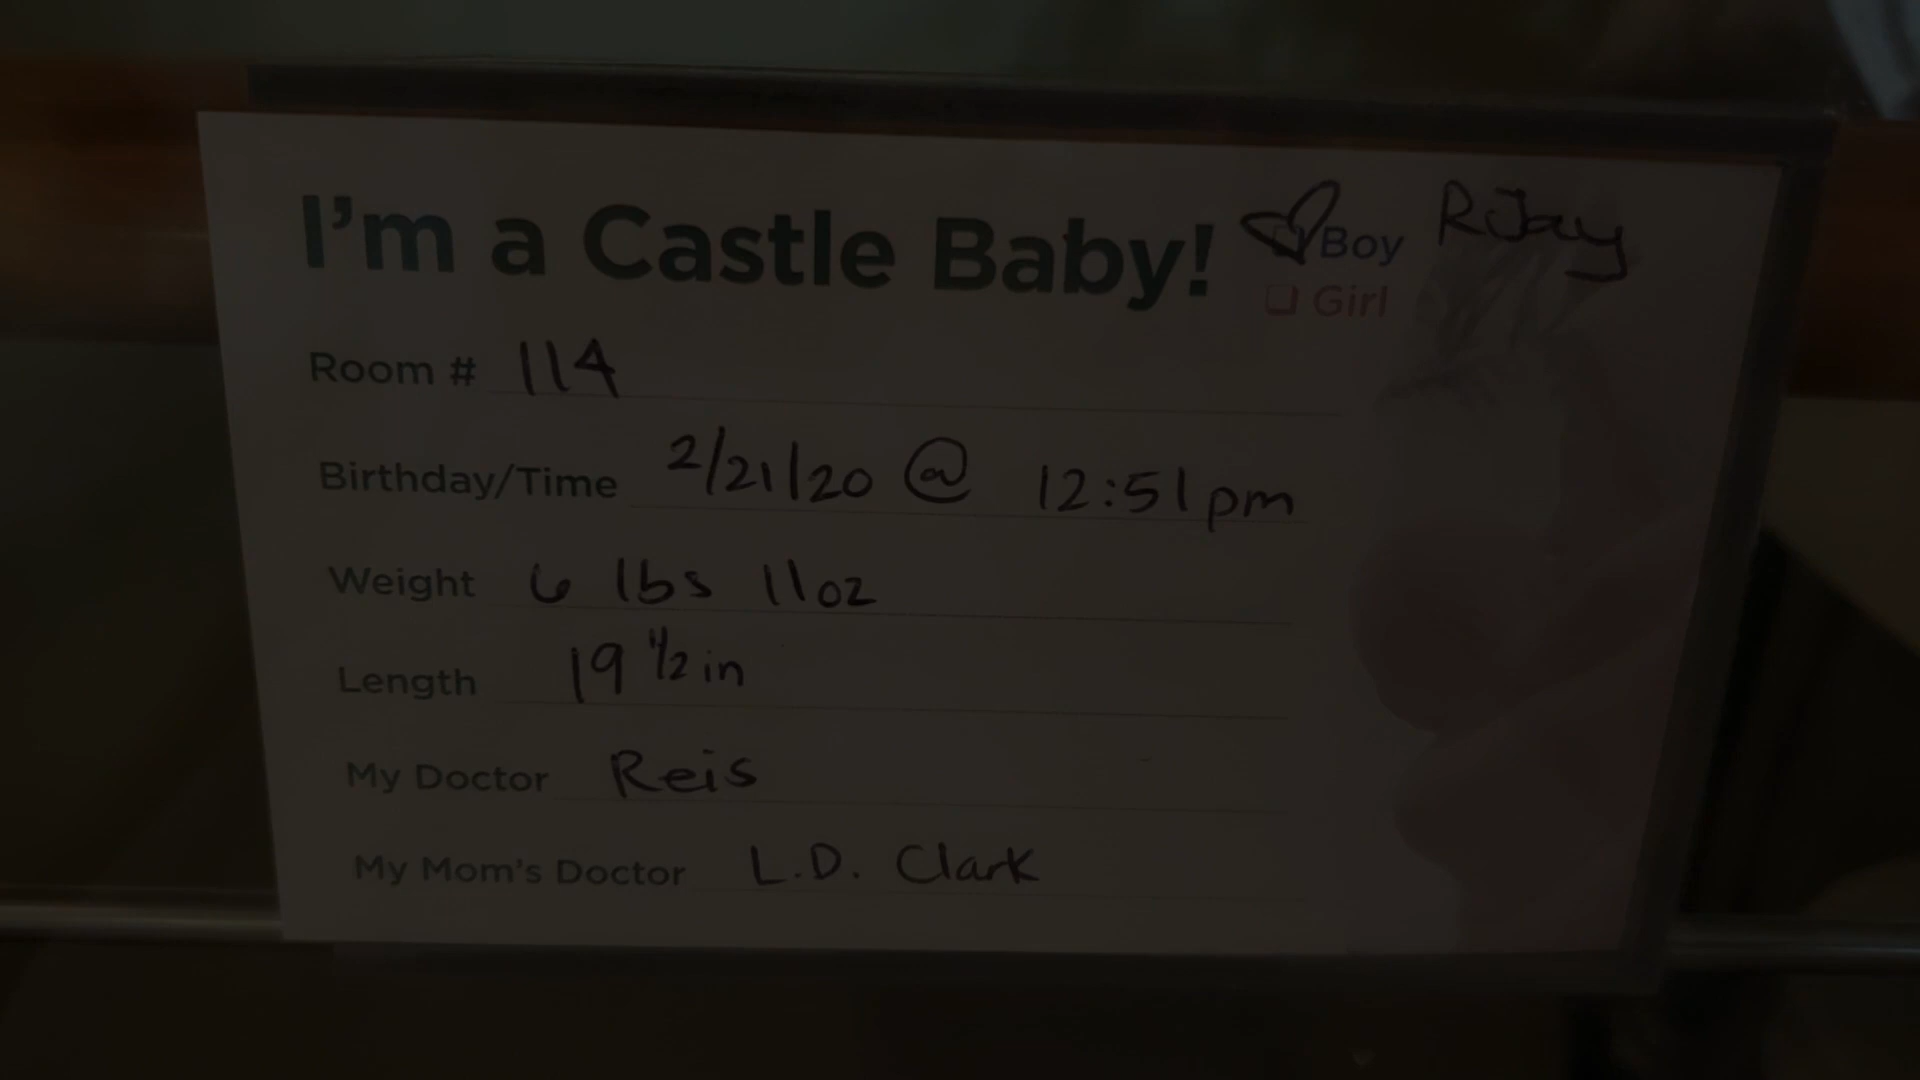 I'm a Castle Baby!
Boy RJay
Girl
Room # 114
Birthday/Time 2/21/20 @ 12:51pm
Weight 6 lbs 11oz
Length 19 1/2 in
My Doctor Reis
My Mom's Doctor L.D. Clark